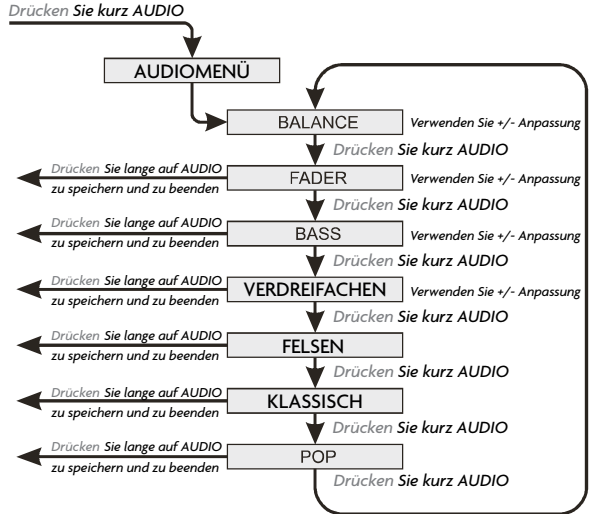 Drücken Sie kurz AUDIO
AUDIOMENÜ
BALANCE
Verwenden Sie +/- Anpassung
Drücken Sie kurz AUDIO
Drücken Sie lange auf AUDIO
zu speichern und zu beenden
FADER
Verwenden Sie +/- Anpassung
Drücken Sie kurz AUDIO
Drücken Sie lange auf AUDIO
zu speichern und zu beenden
BASS
Verwenden Sie +/- Anpassung
Drücken Sie kurz AUDIO
Drücken Sie lange auf AUDIO
zu speichern und zu beenden
VERDREIFACHEN
Verwenden Sie +/- Anpassung
Drücken Sie kurz AUDIO
Drücken Sie lange auf AUDIO
zu speichern und zu beenden
FELSEN
Drücken Sie kurz AUDIO
Drücken Sie lange auf AUDIO
zu speichern und zu beenden
KLASSISCH
Drücken Sie kurz AUDIO
Drücken Sie lange auf AUDIO
zu speichern und zu beenden
POP
Drücken Sie kurz AUDIO